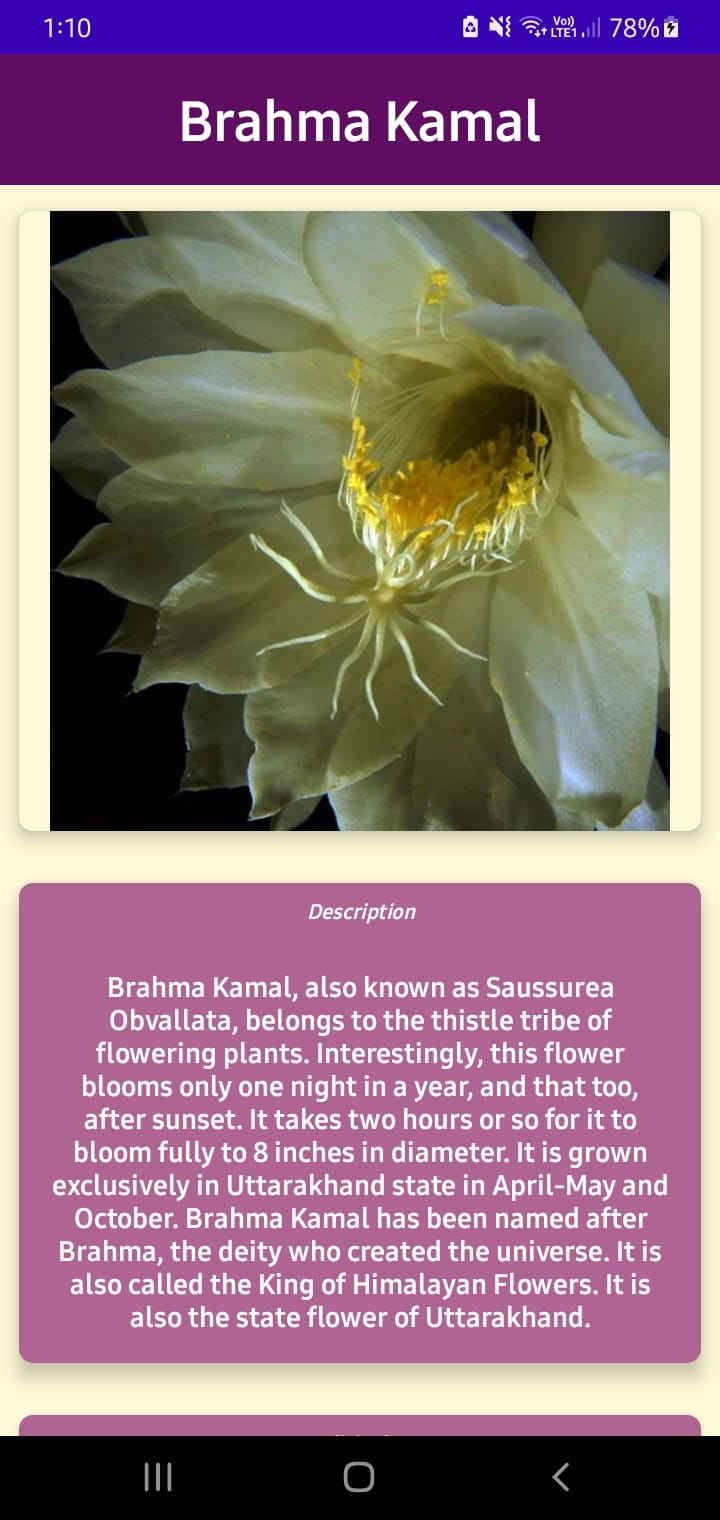 1:10
Vo))
LTE1
78%
Brahma Kamal
Description
Brahma Kamal, also known as Saussurea
Obvallata, belongs to the thistle tribe of
flowering plants. Interestingly, this flower
blooms only one night in a year, and that too,
after sunset. It takes two hours or so for it to
bloom fully to 8 inches in diameter. It is grown
exclusively in Uttarakhand state in April-May and
October. Brahma Kamal has been named after
Brahma, the deity who created the universe. It is
also called the King of Himalayan Flowers. It is
also the state flower of Uttarakhand.